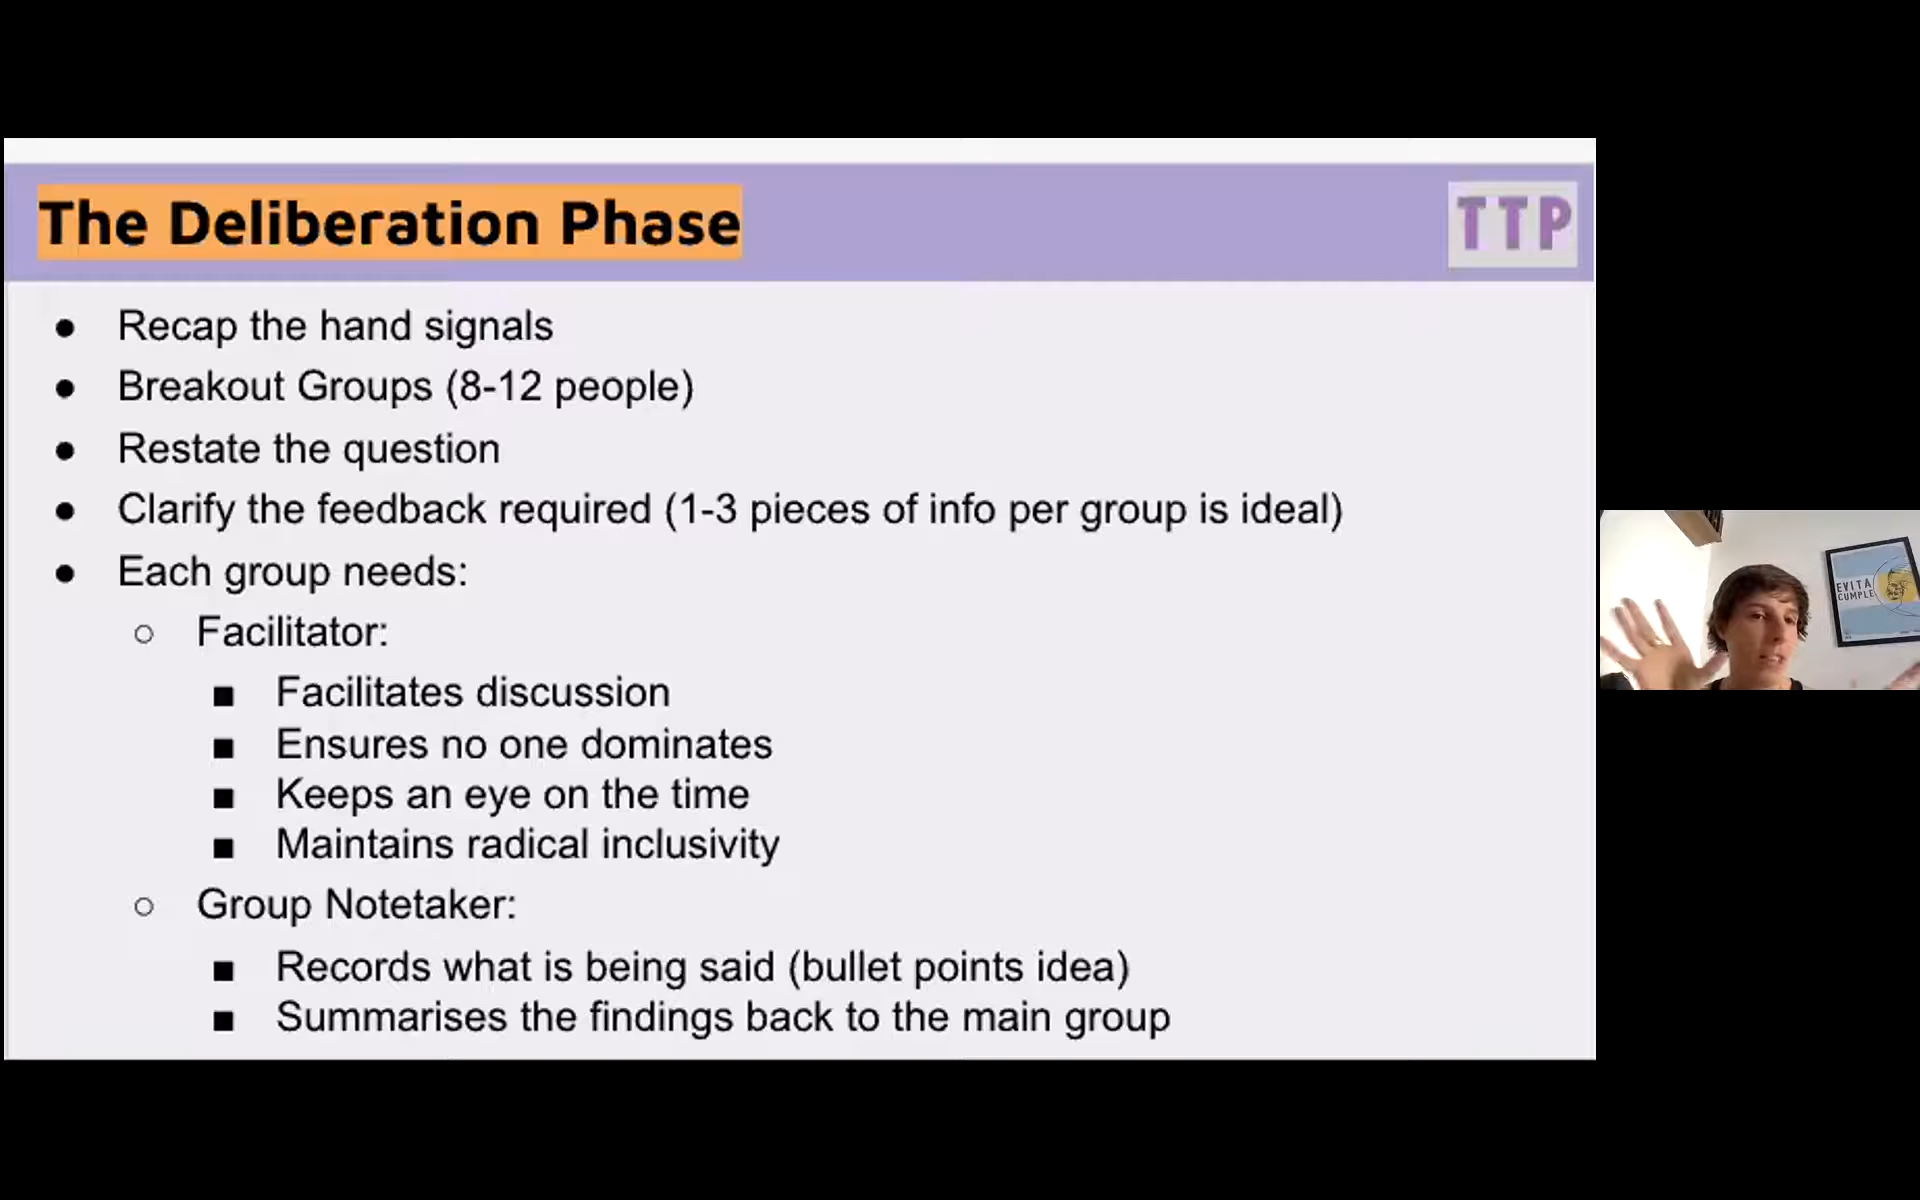 The Deliberation Phase
TTP
● Recap the hand signals
● Breakout Groups (8-12 people)
● Restate the question
● Clarify the feedback required (1-3 pieces of info per group is ideal)
● Each group needs:
○ Facilitator:
■ Facilitates discussion
■ Ensures no one dominates
■ Keeps an eye on the time
■ Maintains radical inclusivity
○ Group Notetaker:
■ Records what is being said (bullet points idea)
■ Summarises the findings back to the main group
EVITA
CUMPLE